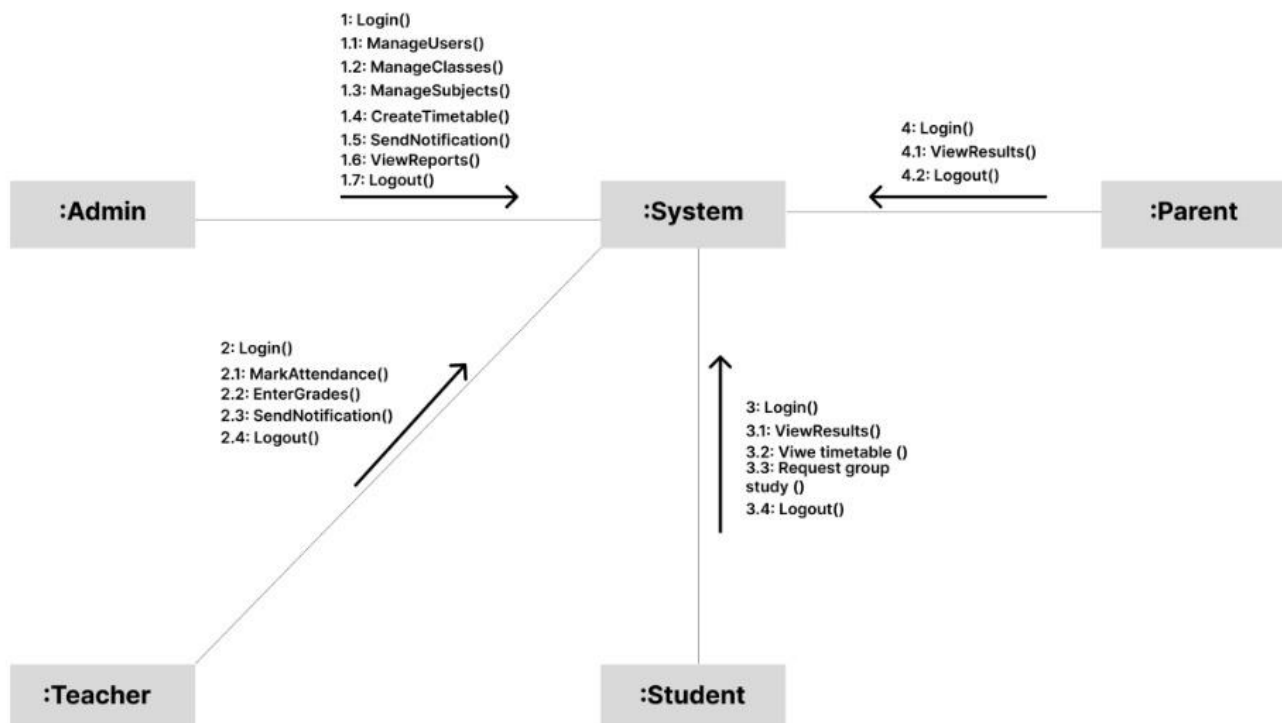 1: Login()
1.1: ManageUsers()
1.2: ManageClasses()
1.3: ManageSubjects()
1.4: CreateTimetable()
1.5: SendNotification()
1.6: ViewReports()
1.7: Logout()
4: Login()
4.1: ViewResults()
4.2: Logout()
:Admin
:System
:Parent
2: Login()
2.1: MarkAttendance()
2.2: EnterGrades()
2.3: SendNotification()
2.4: Logout()
3: Login()
3.1: ViewResults()
3.2: Viwe timetable ()
3.3: Request group
study ()
3.4: Logout()
:Teacher
:Student